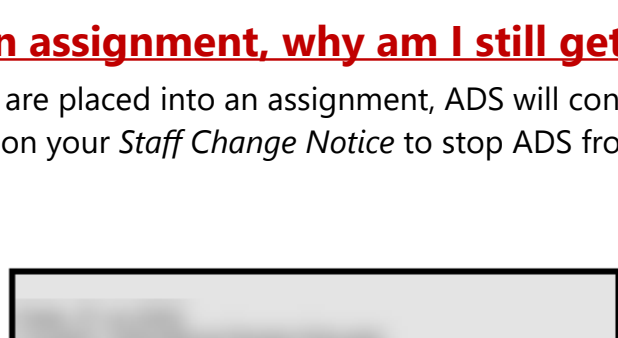 n assignment, why am I still get
are placed into an assignment, ADS will con
on your Staff Change Notice to stop ADS fro